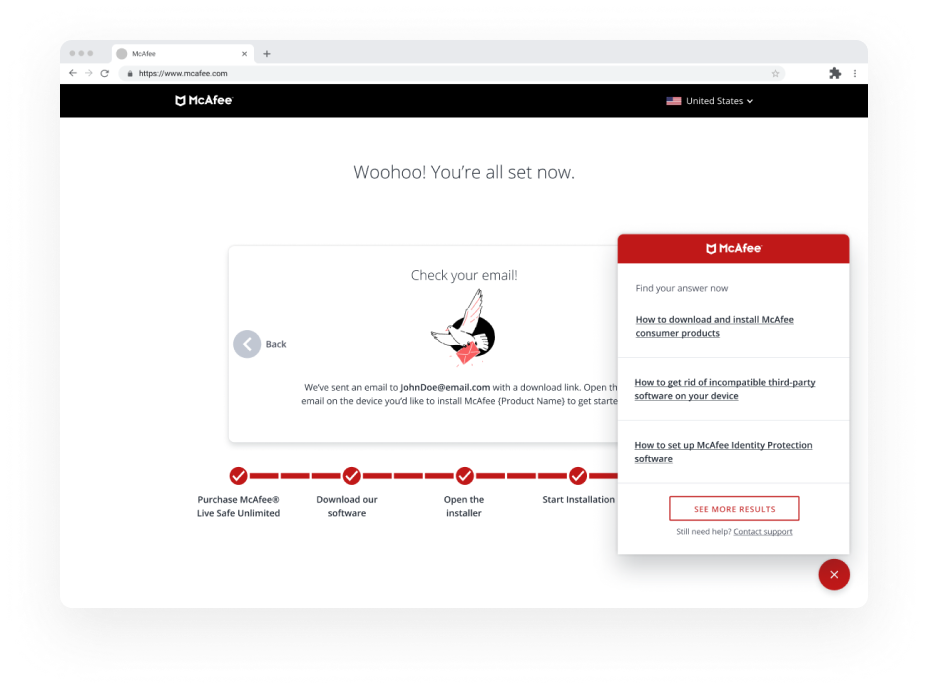 McAfee
https://www.mcafee.com
McAfee
United States
Woohoo! You're all set now.
Check your email!
Back
We've sent an email to JohnDoe@email.com with a download link. Open th
email on the device you'd like to install McAfee {Product Name} to get starte
Purchase McAfee®
Live Safe Unlimited
Download our
software
Open the
installer
Start Installation
McAfee
Find your answer now
How to download and install McAfee
consumer products
How to get rid of incompatible third-party
software on your device
How to set up McAfee Identity Protection
software
SEE MORE RESULTS
Still need help? Contact support